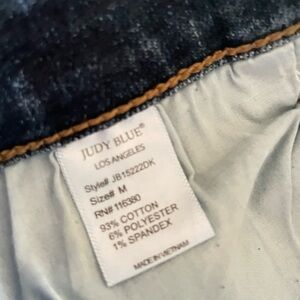 JUDY BLUE®
LOS ANGELES
Style# JB15222DK
Size# M
RN# 116380
93% COTTON
6% POLYESTER
1% SPANDEX
MADE IN VIETNAM